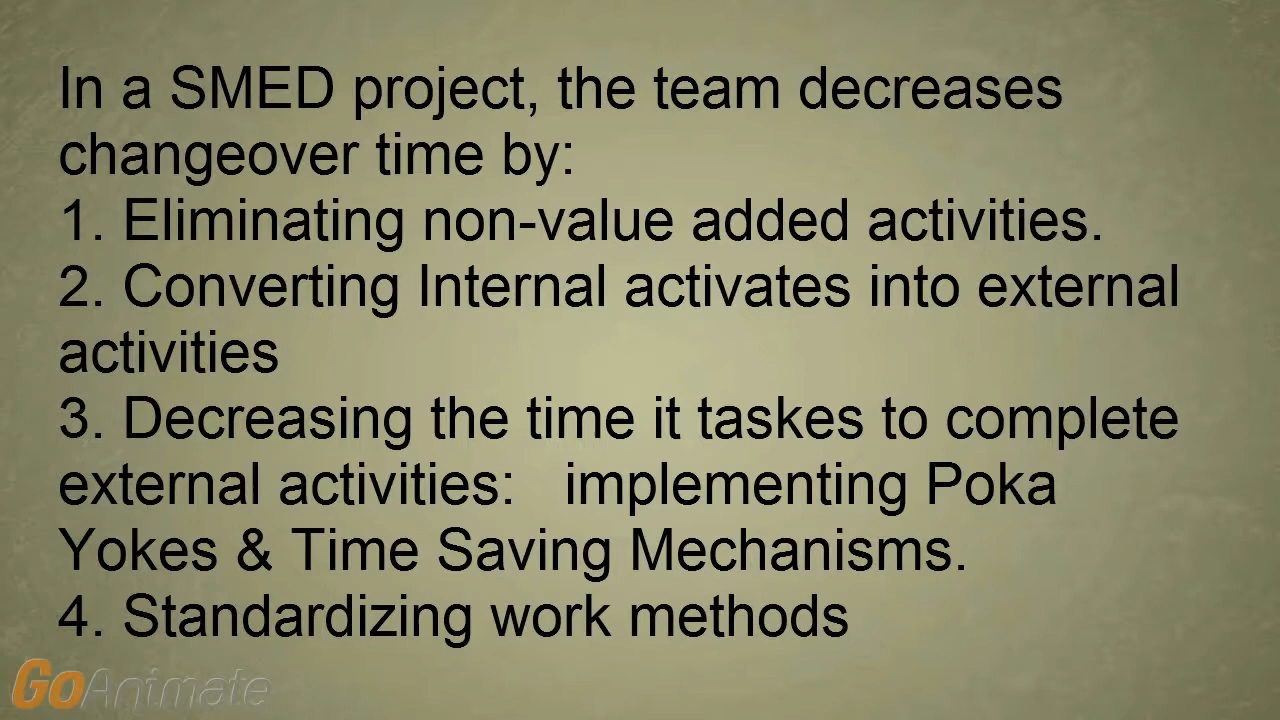 In a SMED project, the team decreases
changeover time by:
1. Eliminating non-value added activities.
2. Converting Internal activates into external
activities
3. Decreasing the time it taskes to complete
external activities:   implementing Poka
Yokes & Time Saving Mechanisms.
4. Standardizing work methods
GoAnimate